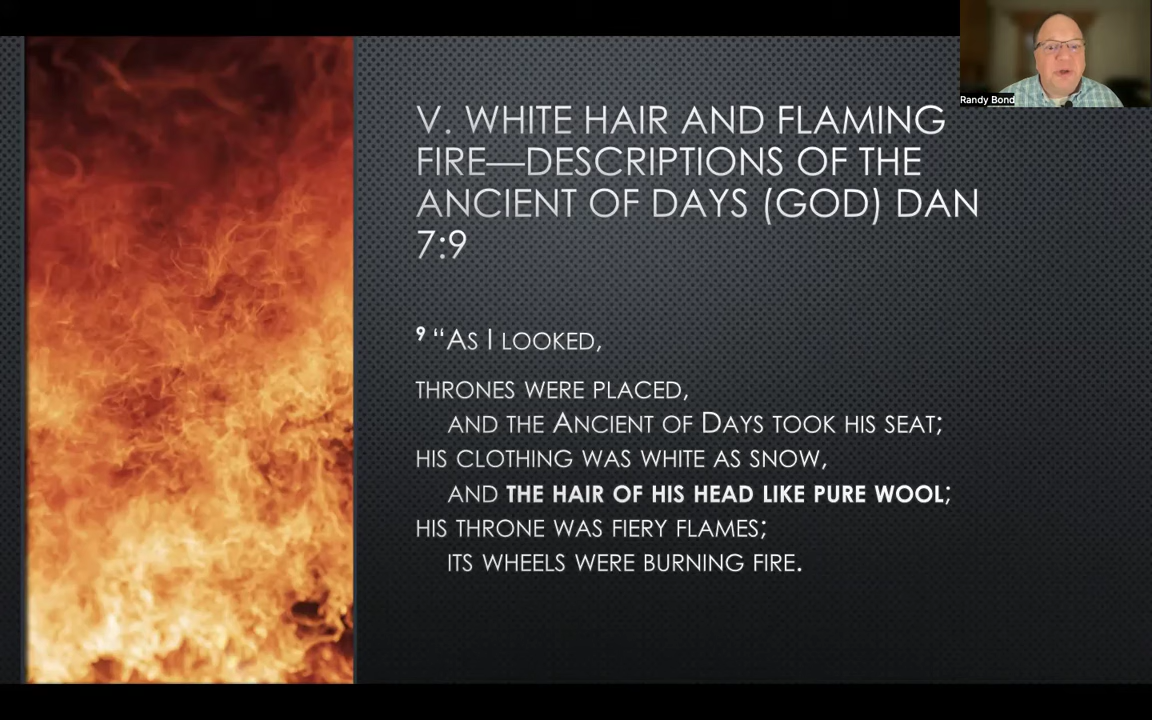 V. WHITE HAIR AND FLAMING
FIRE—DESCRIPTIONS OF THE
ANCIENT OF DAYS (GOD) DAN
7:9
⁹ “AS I LOOKED,
THRONES WERE PLACED,
AND THE ANCIENT OF DAYS TOOK HIS SEAT;
HIS CLOTHING WAS WHITE AS SNOW,
AND THE HAIR OF HIS HEAD LIKE PURE WOOL;
HIS THRONE WAS FIERY FLAMES;
ITS WHEELS WERE BURNING FIRE.
Randy Bond